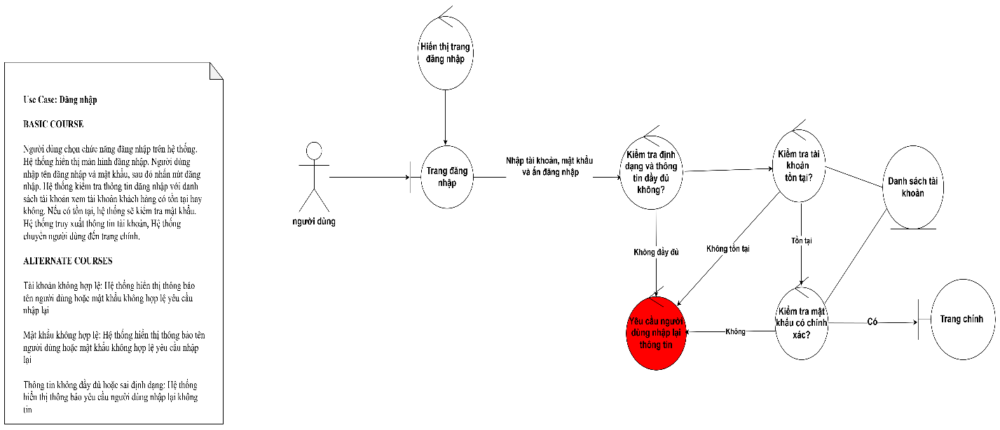 Use Case: Đăng nhập
BASIC COURSE
Người dùng chọn chức năng đăng nhập trên hệ thống.
Hệ thống hiển thị màn hình đăng nhập. Người dùng
nhập tên đăng nhập và mật khẩu, sau đó nhấn nút đăng
nhập. Hệ thống kiểm tra thông tin đăng nhập với danh
sách tài khoản xem tài khoản khách hàng có tồn tại hay
không. Nếu có tồn tại, hệ thống sẽ kiểm tra mật khẩu.
Hệ thống truy xuất thông tin tài khoản, Hệ thống
chuyển người dùng đến trang chính.
ALTERNATE COURSES
Tài khoản không hợp lệ: Hệ thống hiển thị thông báo
tên người dùng hoặc mật khẩu không hợp lệ yêu cầu
nhập lại
Mật khẩu không hợp lệ: Hệ thống hiển thị thông báo tên
người dùng hoặc mật khẩu không hợp lệ yêu cầu nhập
lại
Thông tin không đầy đủ hoặc sai định dạng: Hệ thống
hiển thị thông báo yêu cầu người dùng nhập lại không
tin
người dùng
Hiển thị trang
đăng nhập
Trang đăng
nhập
Nhập tài khoản, mật khẩu
và ấn đăng nhập
Kiểm tra định
dạng và thông
tin đầy đủ
không?
Kiểm tra tài
khoản
tồn tại?
Danh sách tài
khoản
Không đầy đủ
Không tồn tại
Tồn tại
Yêu cầu người
dùng nhập lại
thông tin
Không
Kiểm tra mật
khẩu có chính
xác?
Có
Trang chính